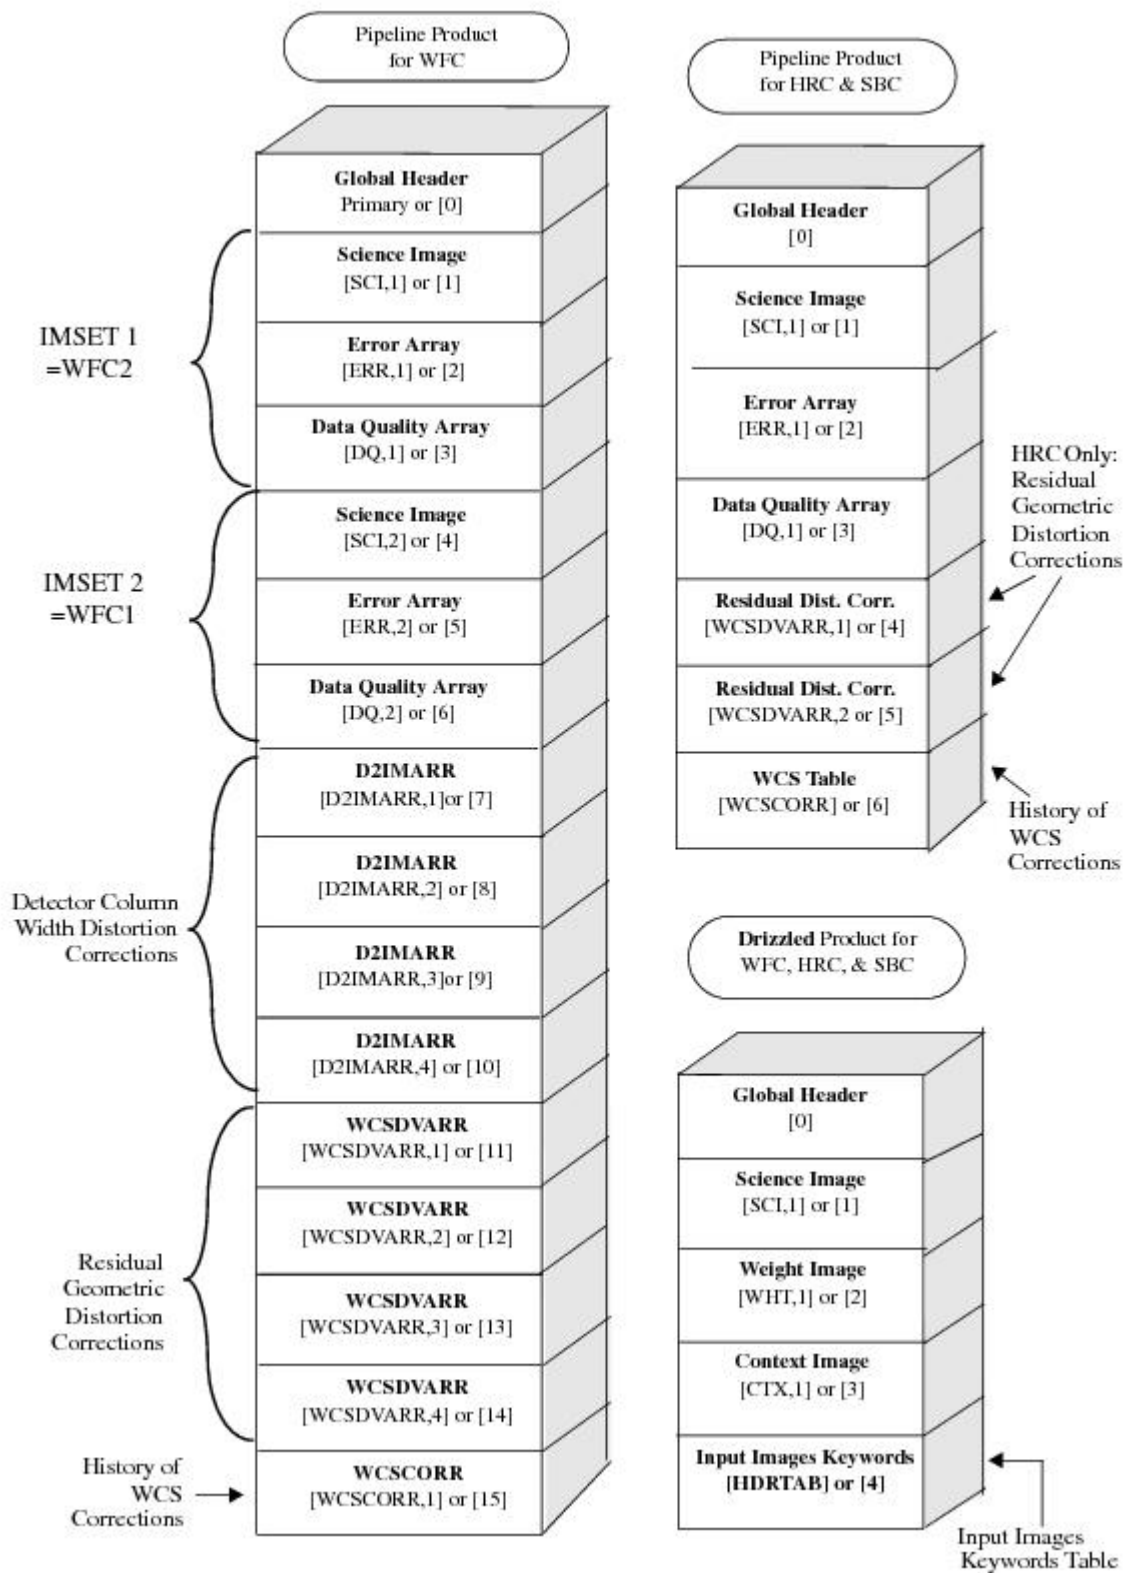 Pipeline Product
for WFC
Global Header
Primary or [0]
Science Image
[SCI,1] or [1]
Error Array
[ERR,1] or [2]
Data Quality Array
[DQ,1] or [3]
Science Image
[SCI,2] or [4]
Error Array
[ERR,2] or [5]
Data Quality Array
[DQ,2] or [6]
D2IMARR
[D2IMARR,1]or [7]
D2IMARR
[D2IMARR,2] or [8]
D2IMARR
[D2IMARR,3]or [9]
D2IMARR
[D2IMARR,4] or [10]
WCSDVARR
[WCSDVARR,1] or [11]
WCSDVARR
[WCSDVARR,2] or [12]
WCSDVARR
[WCSDVARR,3] or [13]
WCSDVARR
[WCSDVARR,4] or [14]
WCSCORR
[WCSCORR,1] or [15]
IMSET 1
=WFC2
IMSET 2
=WFC1
Detector Column
Width Distortion
Corrections
Residual
Geometric
Distortion
Corrections
History of
WCS
Corrections
Pipeline Product
for HRC & SBC
Global Header
[0]
Science Image
[SCI,1] or [1]
Error Array
[ERR,1] or [2]
Data Quality Array
[DQ,1] or [3]
Residual Dist. Corr.
[WCSDVARR,1] or [4]
Residual Dist. Corr.
[WCSDVARR,2 or [5]
WCS Table
[WCSCORR] or [6]
HRC Only:
Residual
Geometric
Distortion
Corrections
History of
WCS
Corrections
Drizzled Product for
WFC, HRC, & SBC
Global Header
[0]
Science Image
[SCI,1] or [1]
Weight Image
[WHT,1] or [2]
Context Image
[CTX,1] or [3]
Input Images Keywords
[HDRTAB] or [4]
Input Images
Keywords Table